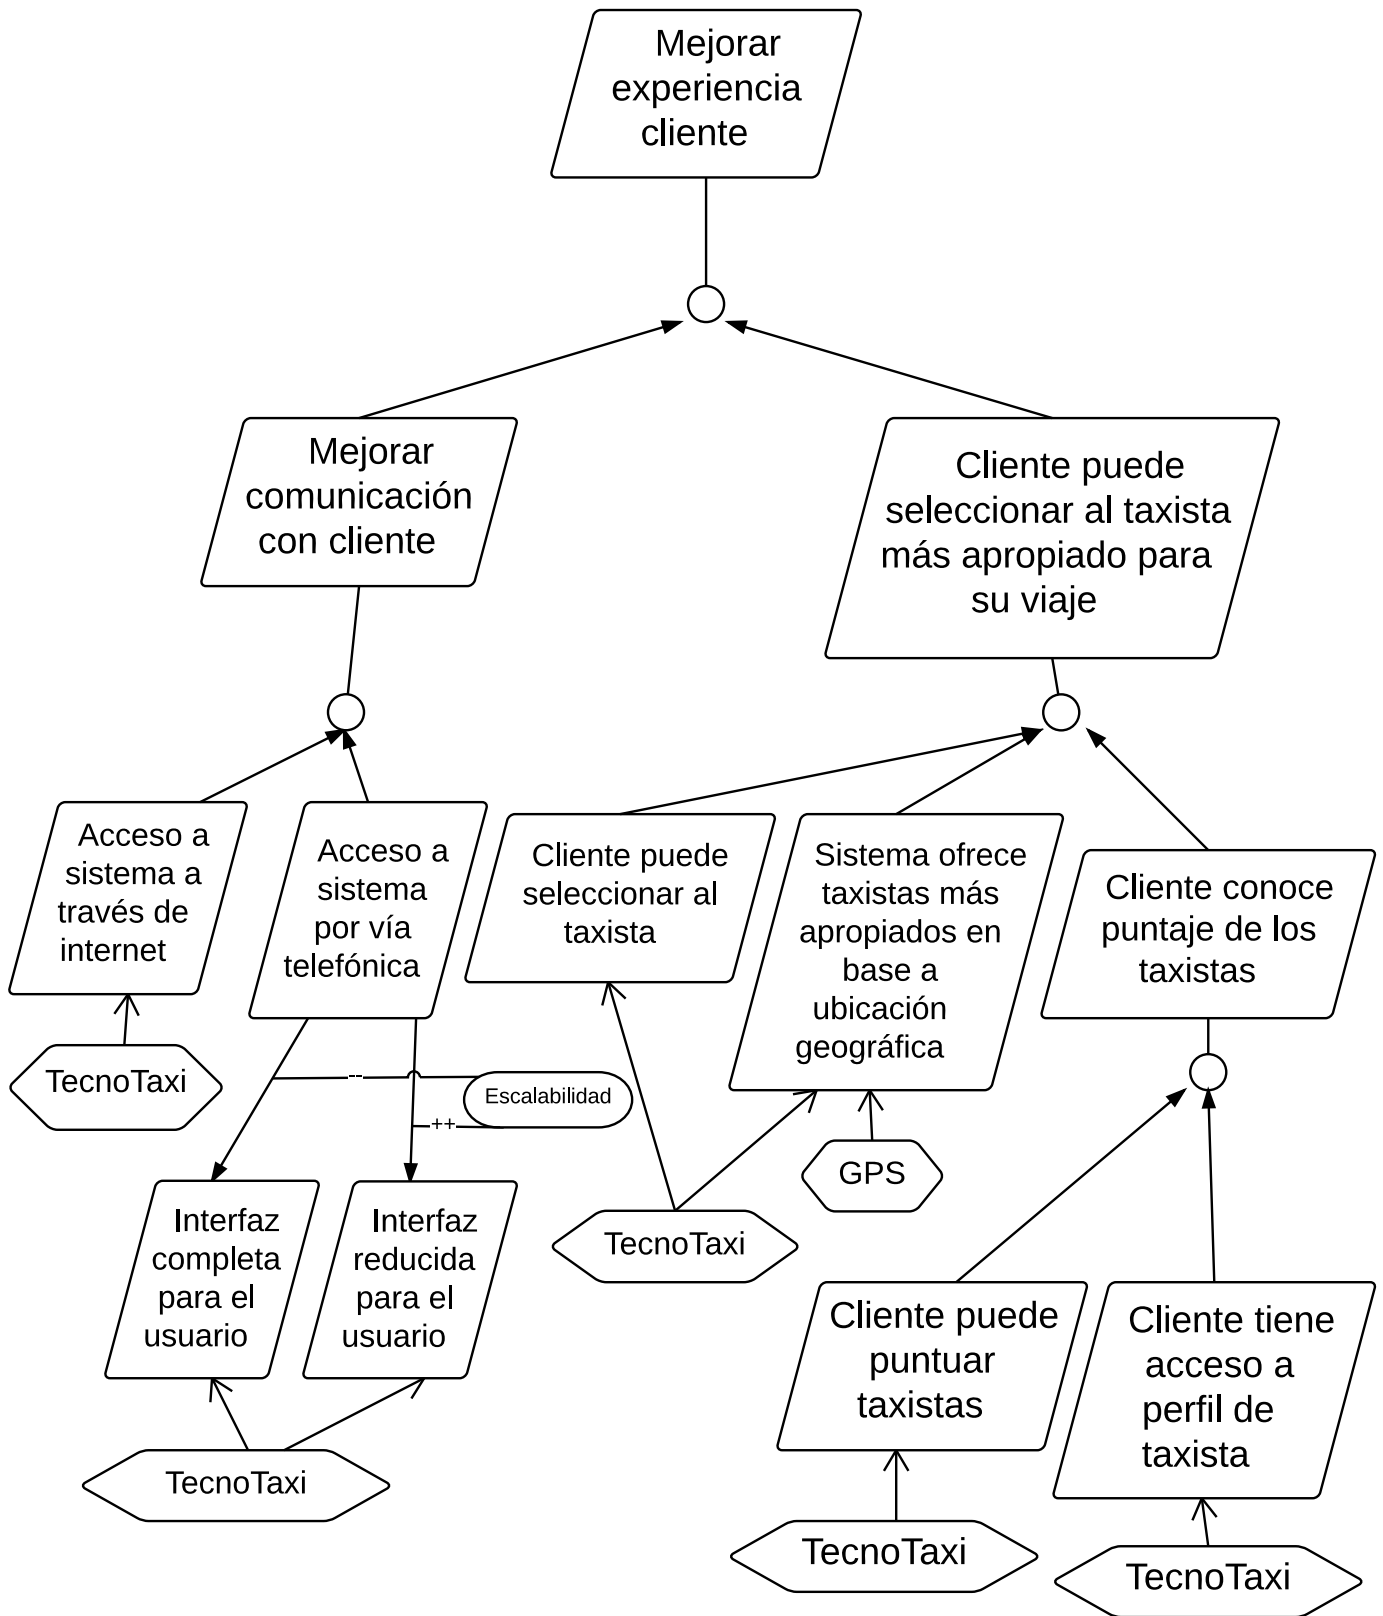 Mejorar
experiencia
cliente
Mejorar
comunicación
con cliente
Cliente puede
seleccionar al taxista
más apropiado para
su viaje
Acceso a
sistema a
través de
internet
Acceso a
sistema
por vía
telefónica
Cliente puede
seleccionar al
taxista
Sistema ofrece
taxistas más
apropiados en
base a
ubicación
geográfica
Cliente conoce
puntaje de los
taxistas
TecnoTaxi
--
Escalabilidad
++
GPS
TecnoTaxi
Interfaz
completa
para el
usuario
Interfaz
reducida
para el
usuario
Cliente puede
puntuar
taxistas
Cliente tiene
acceso a
perfil de
taxista
TecnoTaxi
TecnoTaxi
TecnoTaxi